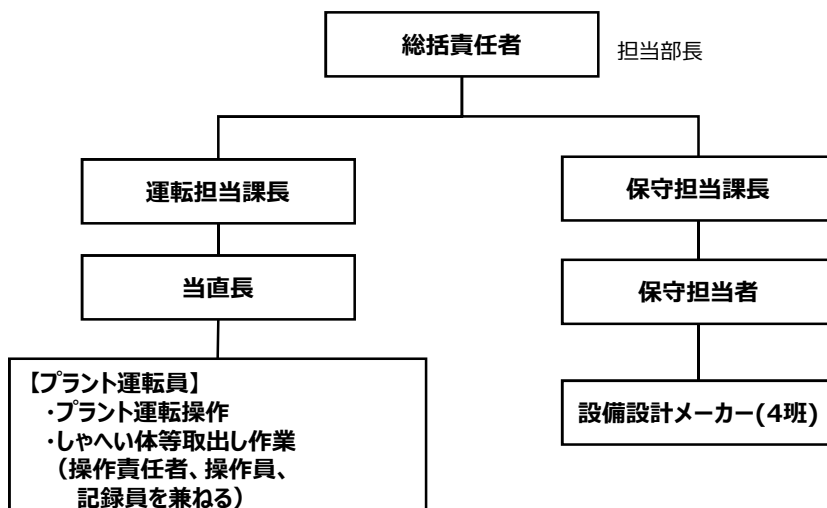 総括責任者
担当部長
運転担当課長
保守担当課長
当直長
保守担当者
【プラント運転員】
・プラント運転操作
・しゃへい体等取出し作業
（操作責任者、操作員、
記録員を兼ねる）
設備設計メーカー(4班)